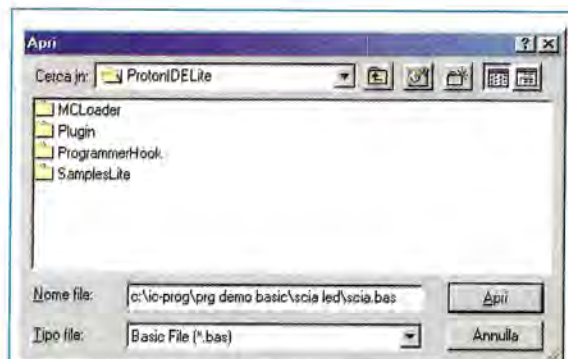 Apri
Cerca in: ProtonIDELite
MCLoader
Plugin
ProgrammerHook
SamplesLite
Nome file: c:\ic-prog\prg demo basic\scia led\scia.bas Apri
Tipo file: Basic File (*.bas) Annulla